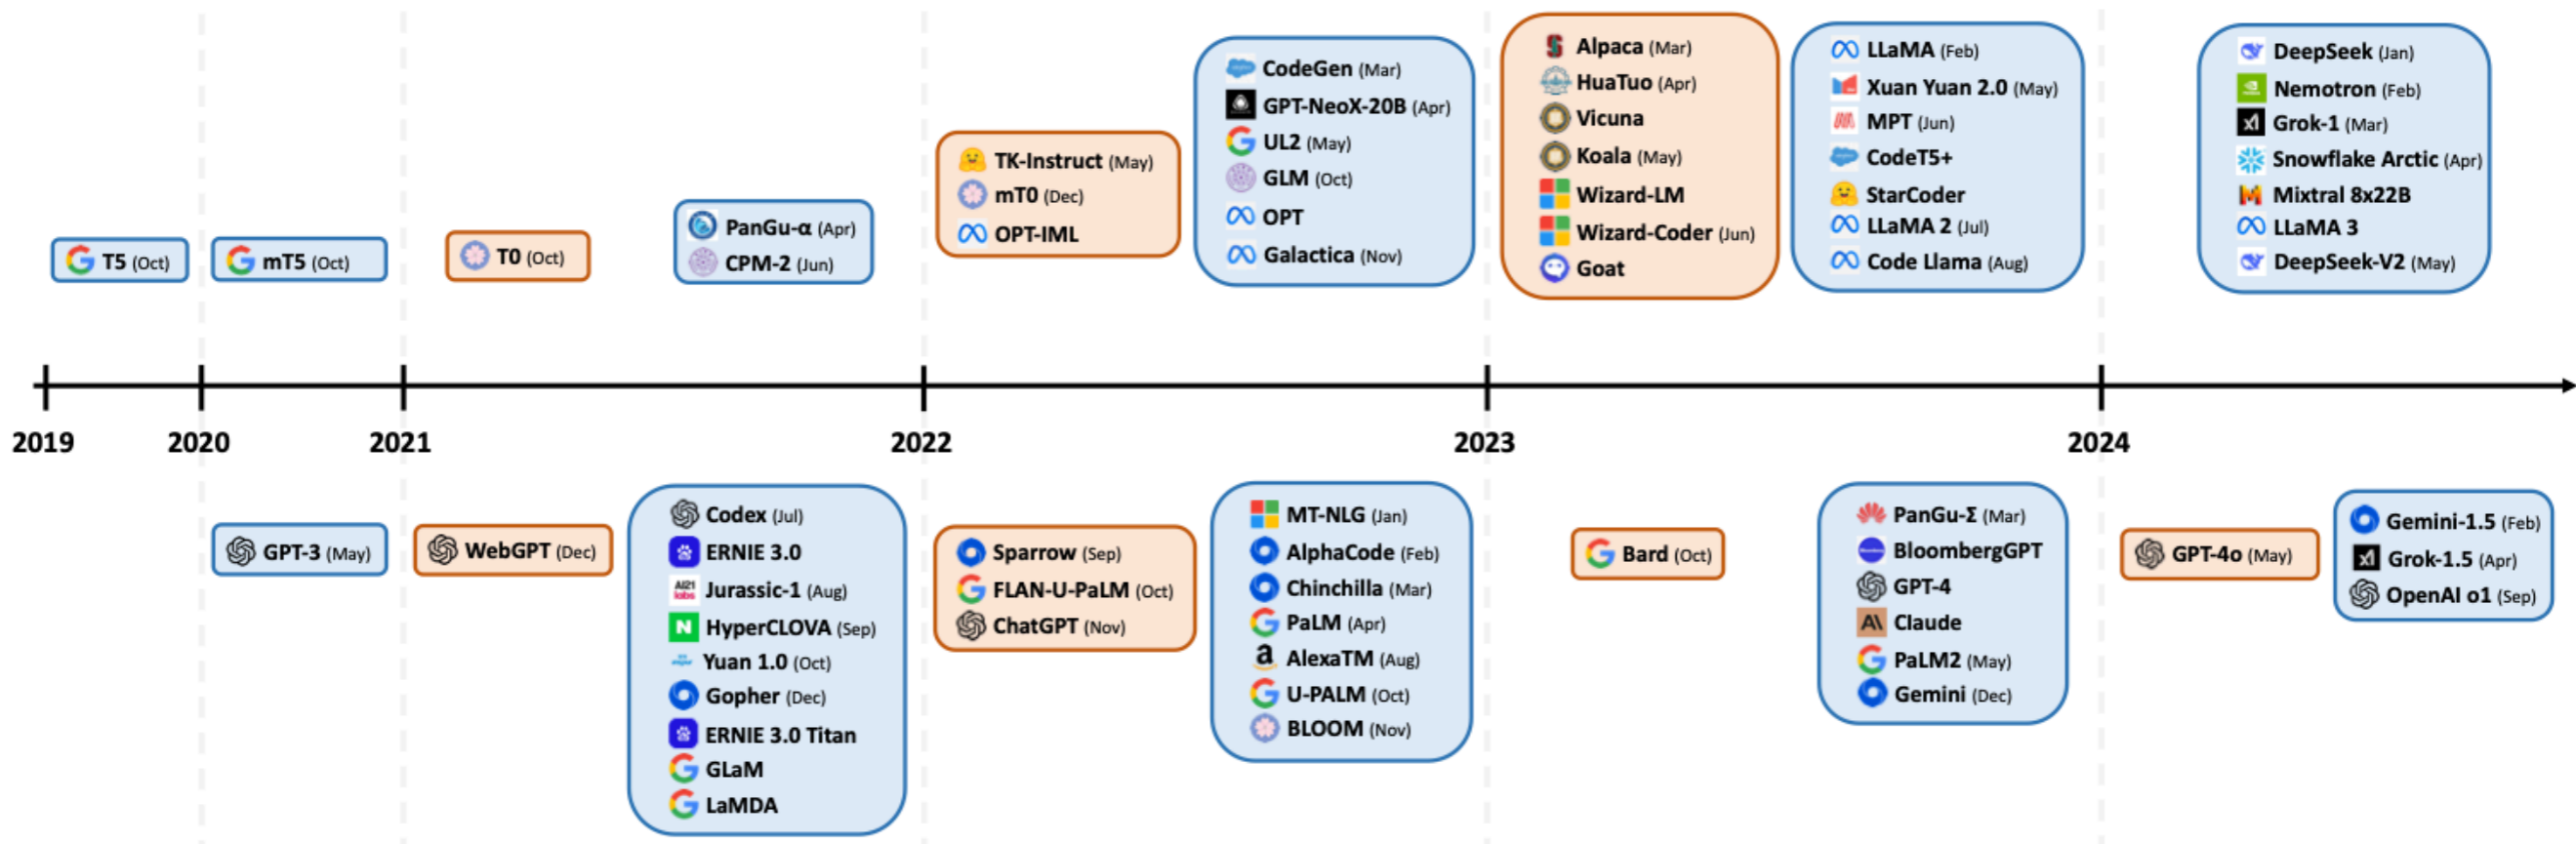 T5 (Oct)
mT5 (Oct)
T0 (Oct)
PanGu-α (Apr)
CPM-2 (Jun)
TK-Instruct (May)
mT0 (Dec)
OPT-IML
CodeGen (Mar)
GPT-NeoX-20B (Apr)
UL2 (May)
GLM (Oct)
OPT
Galactica (Nov)
Alpaca (Mar)
HuaTuo (Apr)
Vicuna
Koala (May)
Wizard-LM
Wizard-Coder (Jun)
Goat
LLaMA (Feb)
Xuan Yuan 2.0 (May)
MPT (Jun)
CodeT5+
StarCoder
LLaMA 2 (Jul)
Code Llama (Aug)
DeepSeek (Jan)
Nemotron (Feb)
Grok-1 (Mar)
Snowflake Arctic (Apr)
Mixtral 8x22B
LLaMA 3
DeepSeek-V2 (May)
2019
2020
2021
2022
2023
2024
GPT-3 (May)
WebGPT (Dec)
Codex (Jul)
ERNIE 3.0
AI21 labs Jurassic-1 (Aug)
N HyperCLOVA (Sep)
Yuan 1.0 (Oct)
Gopher (Dec)
ERNIE 3.0 Titan
GLaM
LaMDA
Sparrow (Sep)
FLAN-U-PaLM (Oct)
ChatGPT (Nov)
MT-NLG (Jan)
AlphaCode (Feb)
Chinchilla (Mar)
PaLM (Apr)
a AlexaTM (Aug)
U-PALM (Oct)
BLOOM (Nov)
Bard (Oct)
PanGu-Σ (Mar)
BloombergGPT
GPT-4
A\ Claude
PaLM2 (May)
Gemini (Dec)
GPT-4o (May)
Gemini-1.5 (Feb)
Grok-1.5 (Apr)
OpenAI o1 (Sep)